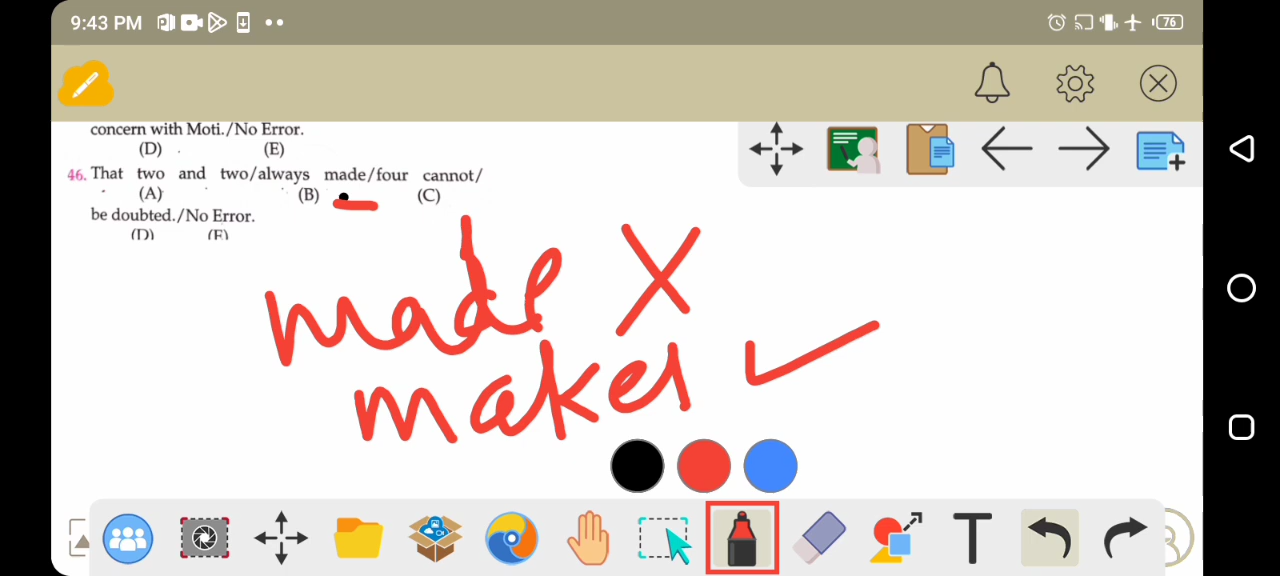 9:43 PM
76
concern with Moti./No Error.
(D) (E)
46. That two and two/always made/four cannot/
(A) (B) (C)
be doubted./No Error.
(D) (E)
made X
makes ✓
T